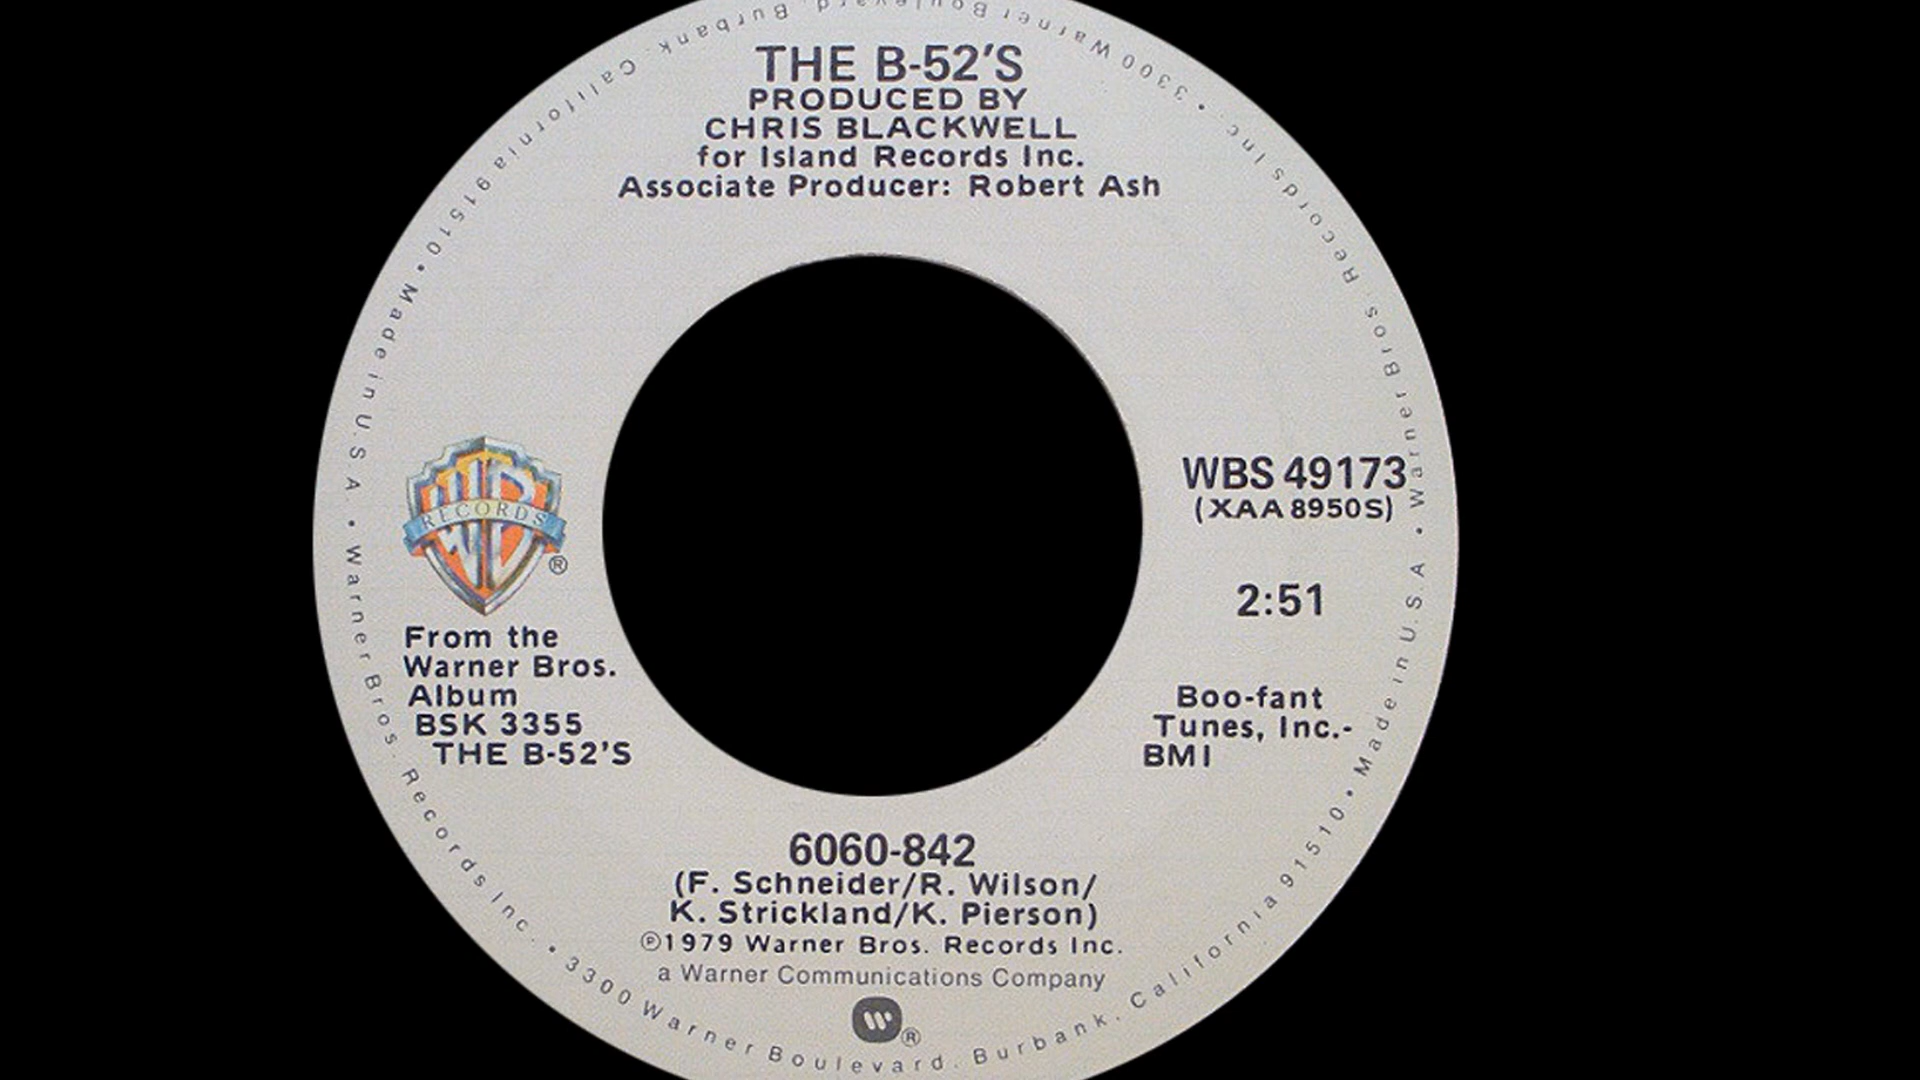 THE B-52'S
PRODUCED BY
CHRIS BLACKWELL
for Island Records Inc.
Associate Producer: Robert Ash
WB
RECORDS
®
From the
Warner Bros.
Album
BSK 3355
THE B-52'S
WBS 49173
(XAA 8950S)
2:51
Boo-fant
Tunes, Inc.-
BMI
6060-842
(F. Schneider/R. Wilson/
K. Strickland/K. Pierson)
℗1979 Warner Bros. Records Inc.
a Warner Communications Company
W®
• Warner Bros. Records Inc. • 3300 Warner Boulevard. Burbank. California 91510 • Made in U.S.A. • Warner Bros. Records Inc. • 3300 Warner Boulevard. Burbank. California 91510 • Made in U.S.A.